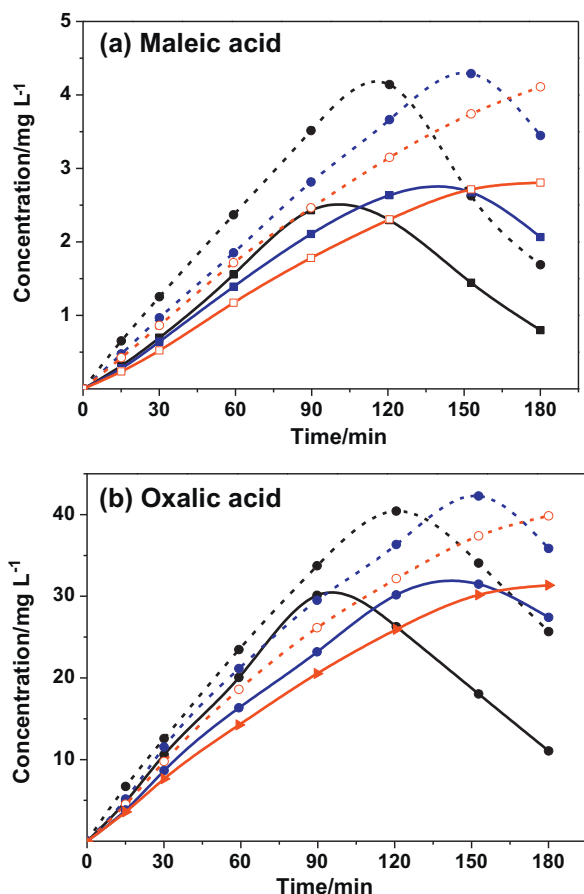 (a) Maleic acid
Concentration/mg L-1
5
4
3
2
1
0 30 60 90 120 150 180
Time/min
(b) Oxalic acid
Concentration/mg L-1
40
30
20
10
0 30 60 90 120 150 180
Time/min